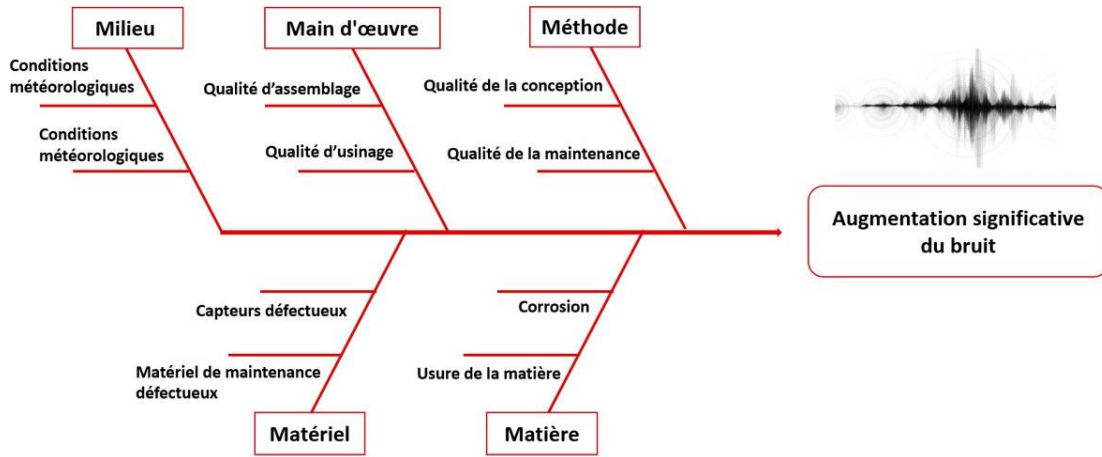 Milieu
Main d'œuvre
Méthode
Conditions
météorologiques
Qualité d’assemblage
Qualité de la conception
Conditions
météorologiques
Qualité d’usinage
Qualité de la maintenance
Augmentation significative
du bruit
Capteurs défectueux
Corrosion
Matériel de maintenance
défectueux
Usure de la matière
Matériel
Matière